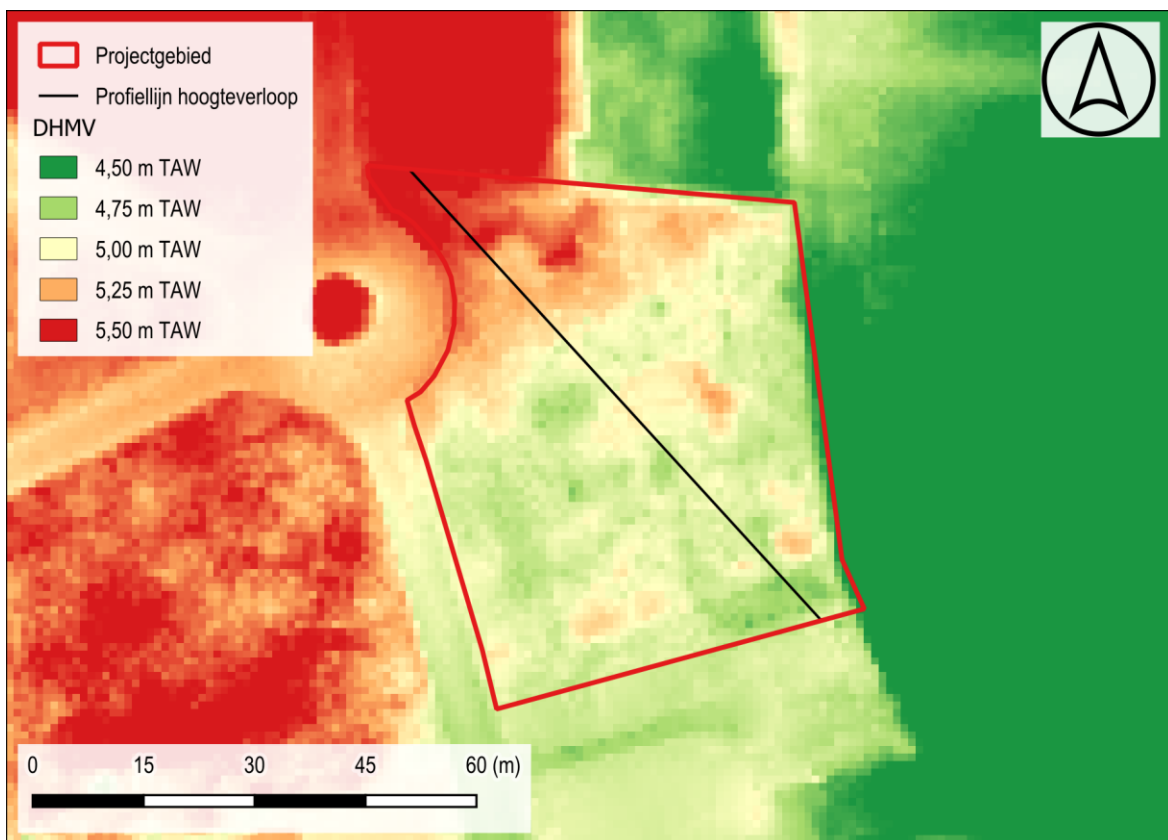 Projectgebied
Profiellijn hoogteverloop
DHMV
4,50 m TAW
4,75 m TAW
5,00 m TAW
5,25 m TAW
5,50 m TAW
0 15 30 45 60 (m)